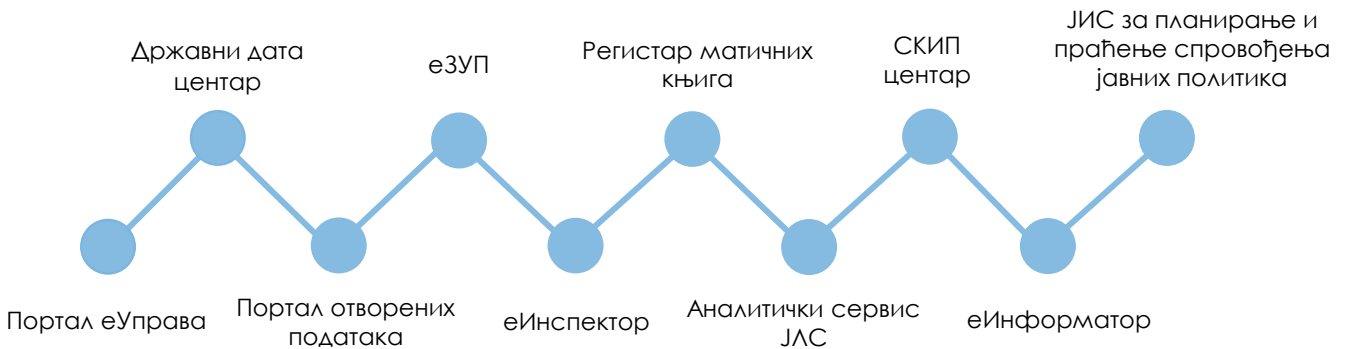 Државни дата
центар
еЗУП
Регистар матичних
књига
СКИП
центар
ЈИС за планирање и
праћење спровођења
јавних политика
Портал еУправа
Портал отворених
података
еИнспектор
Аналитички сервис
ЈЛС
еИнформатор